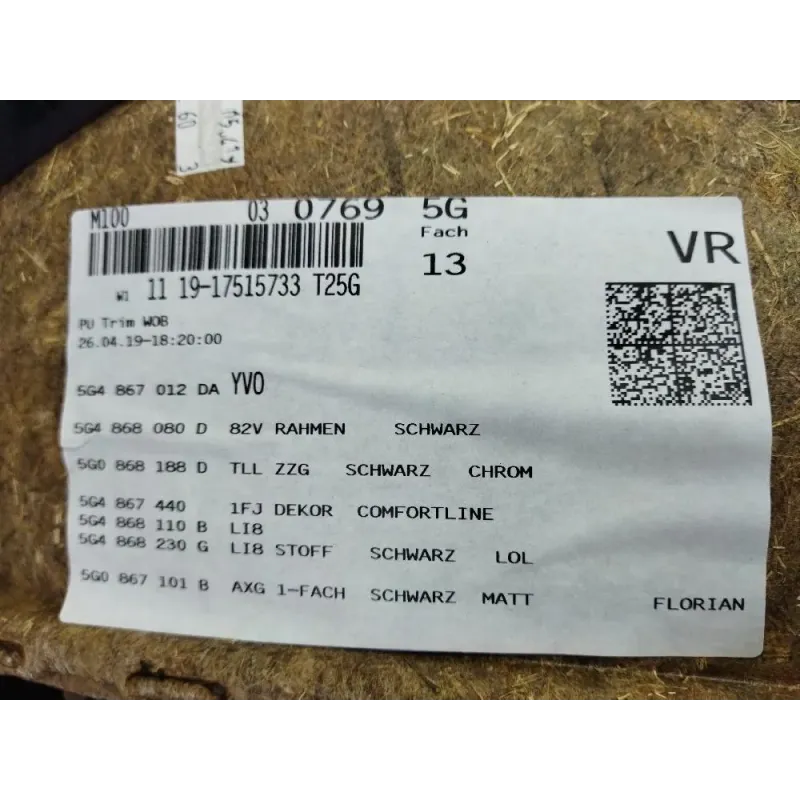 M100 03 0769 5G
Fach
13
VR
W1 11 19-17515733 T25G
PU Trim WOB
26.04.19-18:20:00
5G4 867 012 DA YVO
5G4 868 080 D 82V RAHMEN SCHWARZ
5G0 868 188 D TLL ZZG SCHWARZ CHROM
5G4 867 440 1FJ DEKOR COMFORTLINE
5G4 868 110 B LI8
5G4 868 230 G LI8 STOFF SCHWARZ LOL
5G0 867 101 B AXG 1-FACH SCHWARZ MATT
FLORIAN
60 3